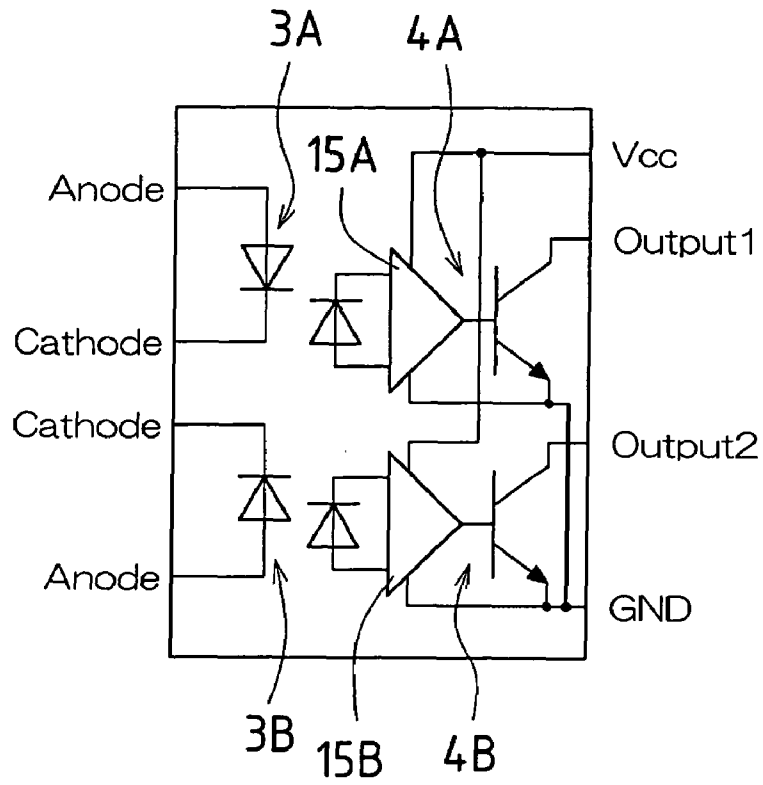 3A
4A
15A
Vcc
Anode
Output1
Cathode
Cathode
Output2
Anode
GND
3B
15B
4B